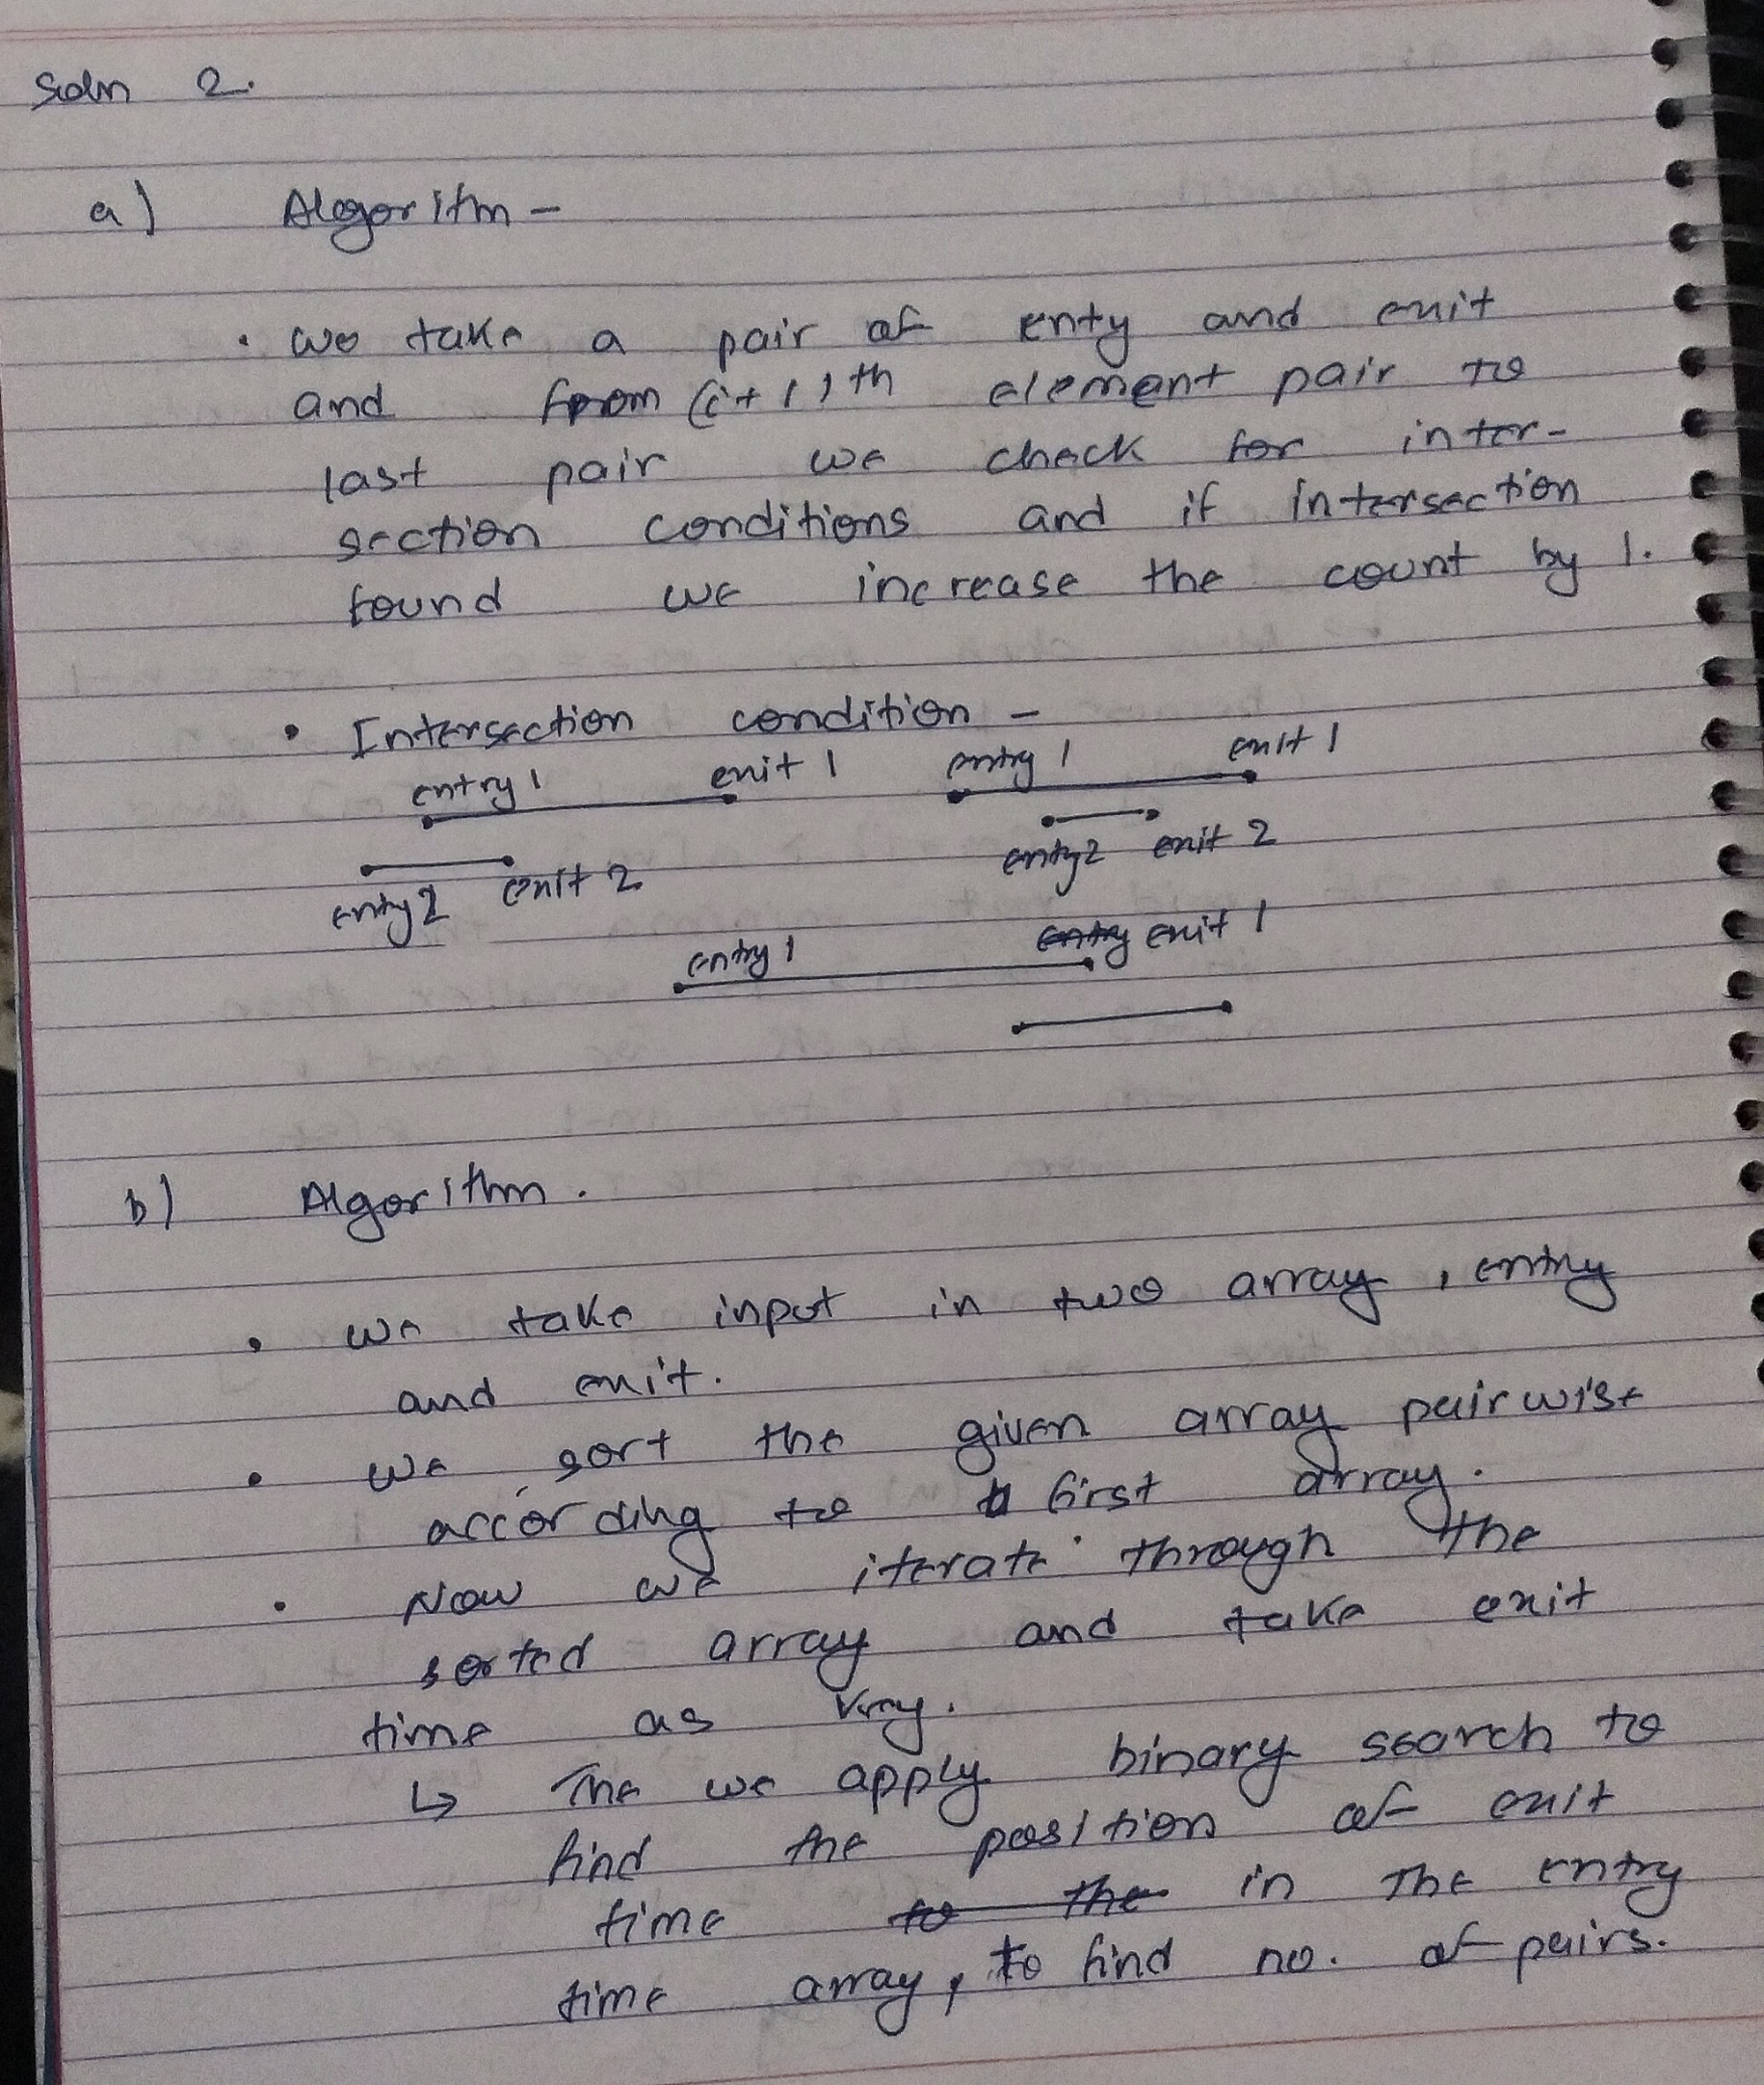 Soln 2.
a) Algorithm -
• we take a pair of enty and exit
and from (i+1)th element pair to
last pair we check for inter-
section conditions and if intersection
found we increase the count by 1.
• Intersection condition -
entry 1 exit 1 entry 1 exit 1
entry 2 exit 2 entry 2 exit 2
entry 1 entry exit 1
b) Algorithm.
• we take input in two array, entry
and exit.
• we sort the given array pairwise
according to first array.
• Now we iterate through the
sorted array and take exit
time as key.
↳ The we apply binary search to
find the position of exit
time to the in the entry
time array, to find no. of pairs.